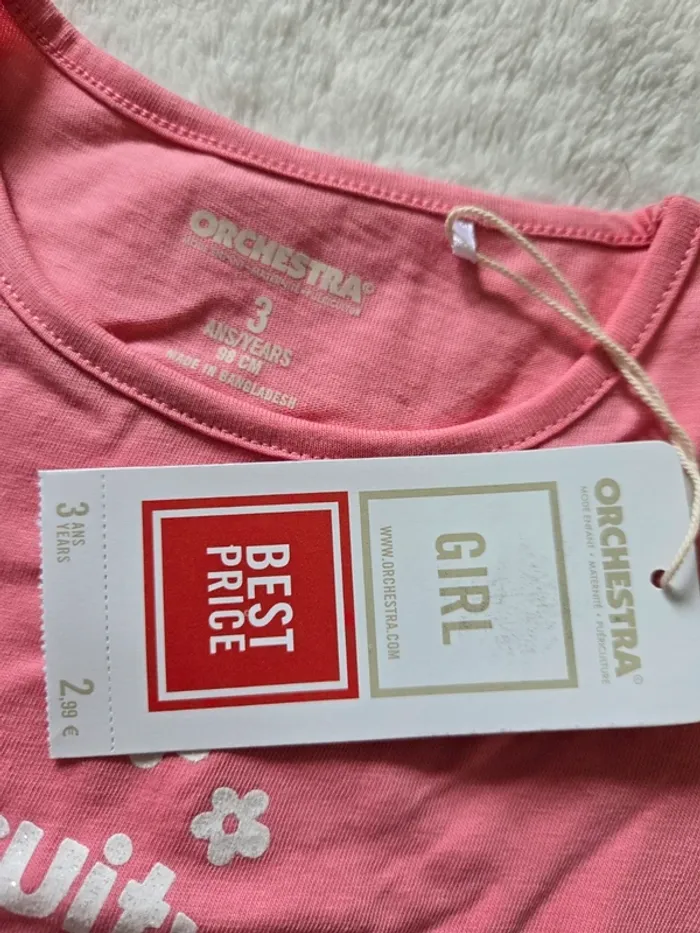 ORCHESTRA©
3
ANS/YEARS
98 CM
MADE IN BANGLADESH
ORCHESTRA©
MODE ENFANT • MATERNITÉ • PUÉRICULTURE
GIRL
WWW.ORCHESTRA.COM
BEST
PRICE
3 ANS
YEARS
2,99 €
uit